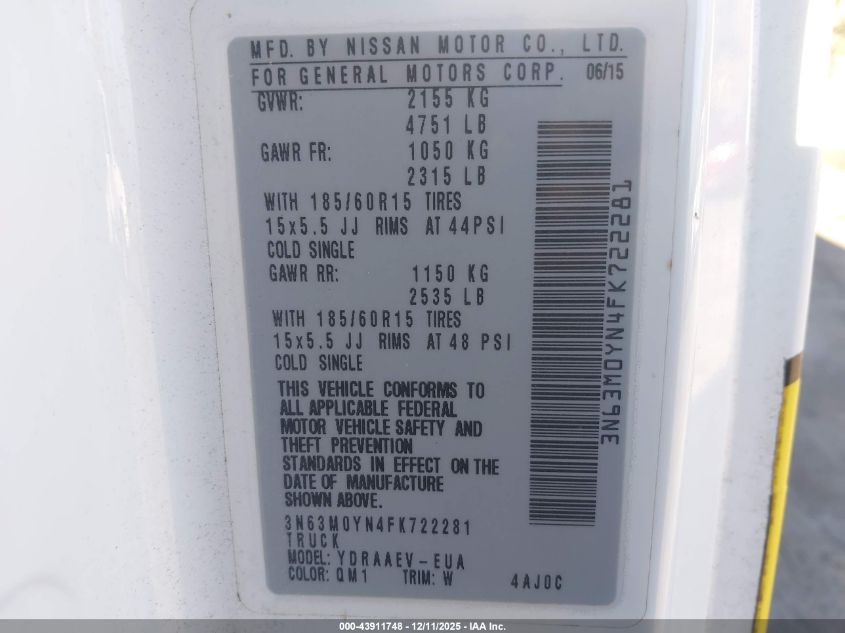 MFD. BY NISSAN MOTOR CO., LTD.
FOR GENERAL MOTORS CORP. 06/15
GVWR: 2155 KG
4751 LB
GAWR FR: 1050 KG
2315 LB
WITH 185/60R15 TIRES
15x5.5 JJ RIMS AT 44PSI
COLD SINGLE
GAWR RR: 1150 KG
2535 LB
WITH 185/60R15 TIRES
15x5.5 JJ RIMS AT 48 PSI
COLD SINGLE
THIS VEHICLE CONFORMS TO
ALL APPLICABLE FEDERAL
MOTOR VEHICLE SAFETY AND
THEFT PREVENTION
STANDARDS IN EFFECT ON THE
DATE OF MANUFACTURE
SHOWN ABOVE.
3N63M0YN4FK722281
TRUCK
MODEL: YDRAAEV-EUA
COLOR: QM1 TRIM: W 4AJ0C
3N63M0YN4FK722281
000-43911748 - 12/11/2025 - IAA Inc.